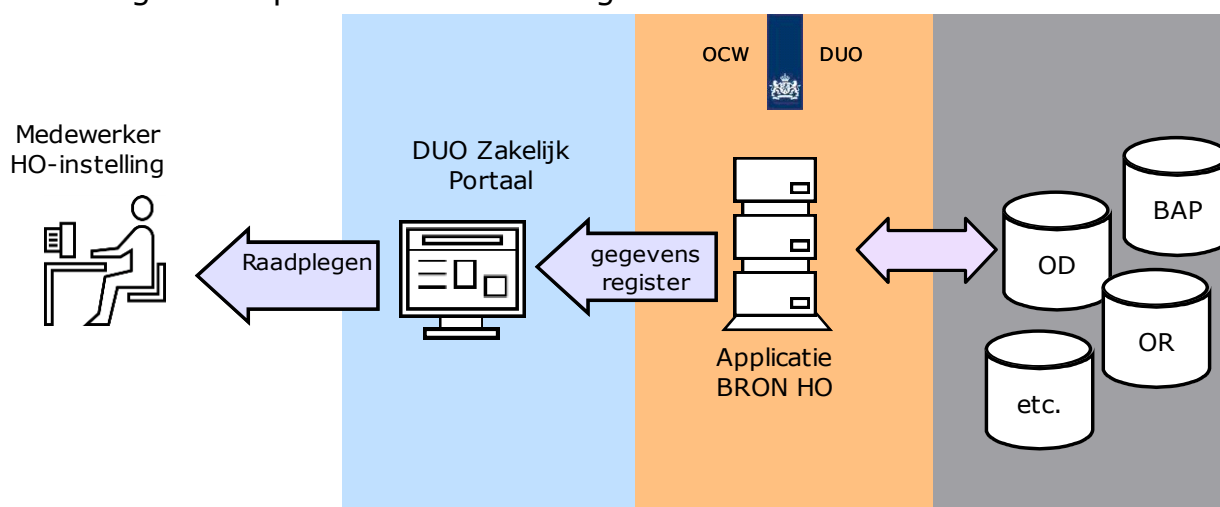 OCW DUO
Medewerker
HO-instelling
DUO Zakelijk
Portaal
BAP
Raadplegen
gegevens
register
OD
OR
Applicatie
BRON HO
etc.